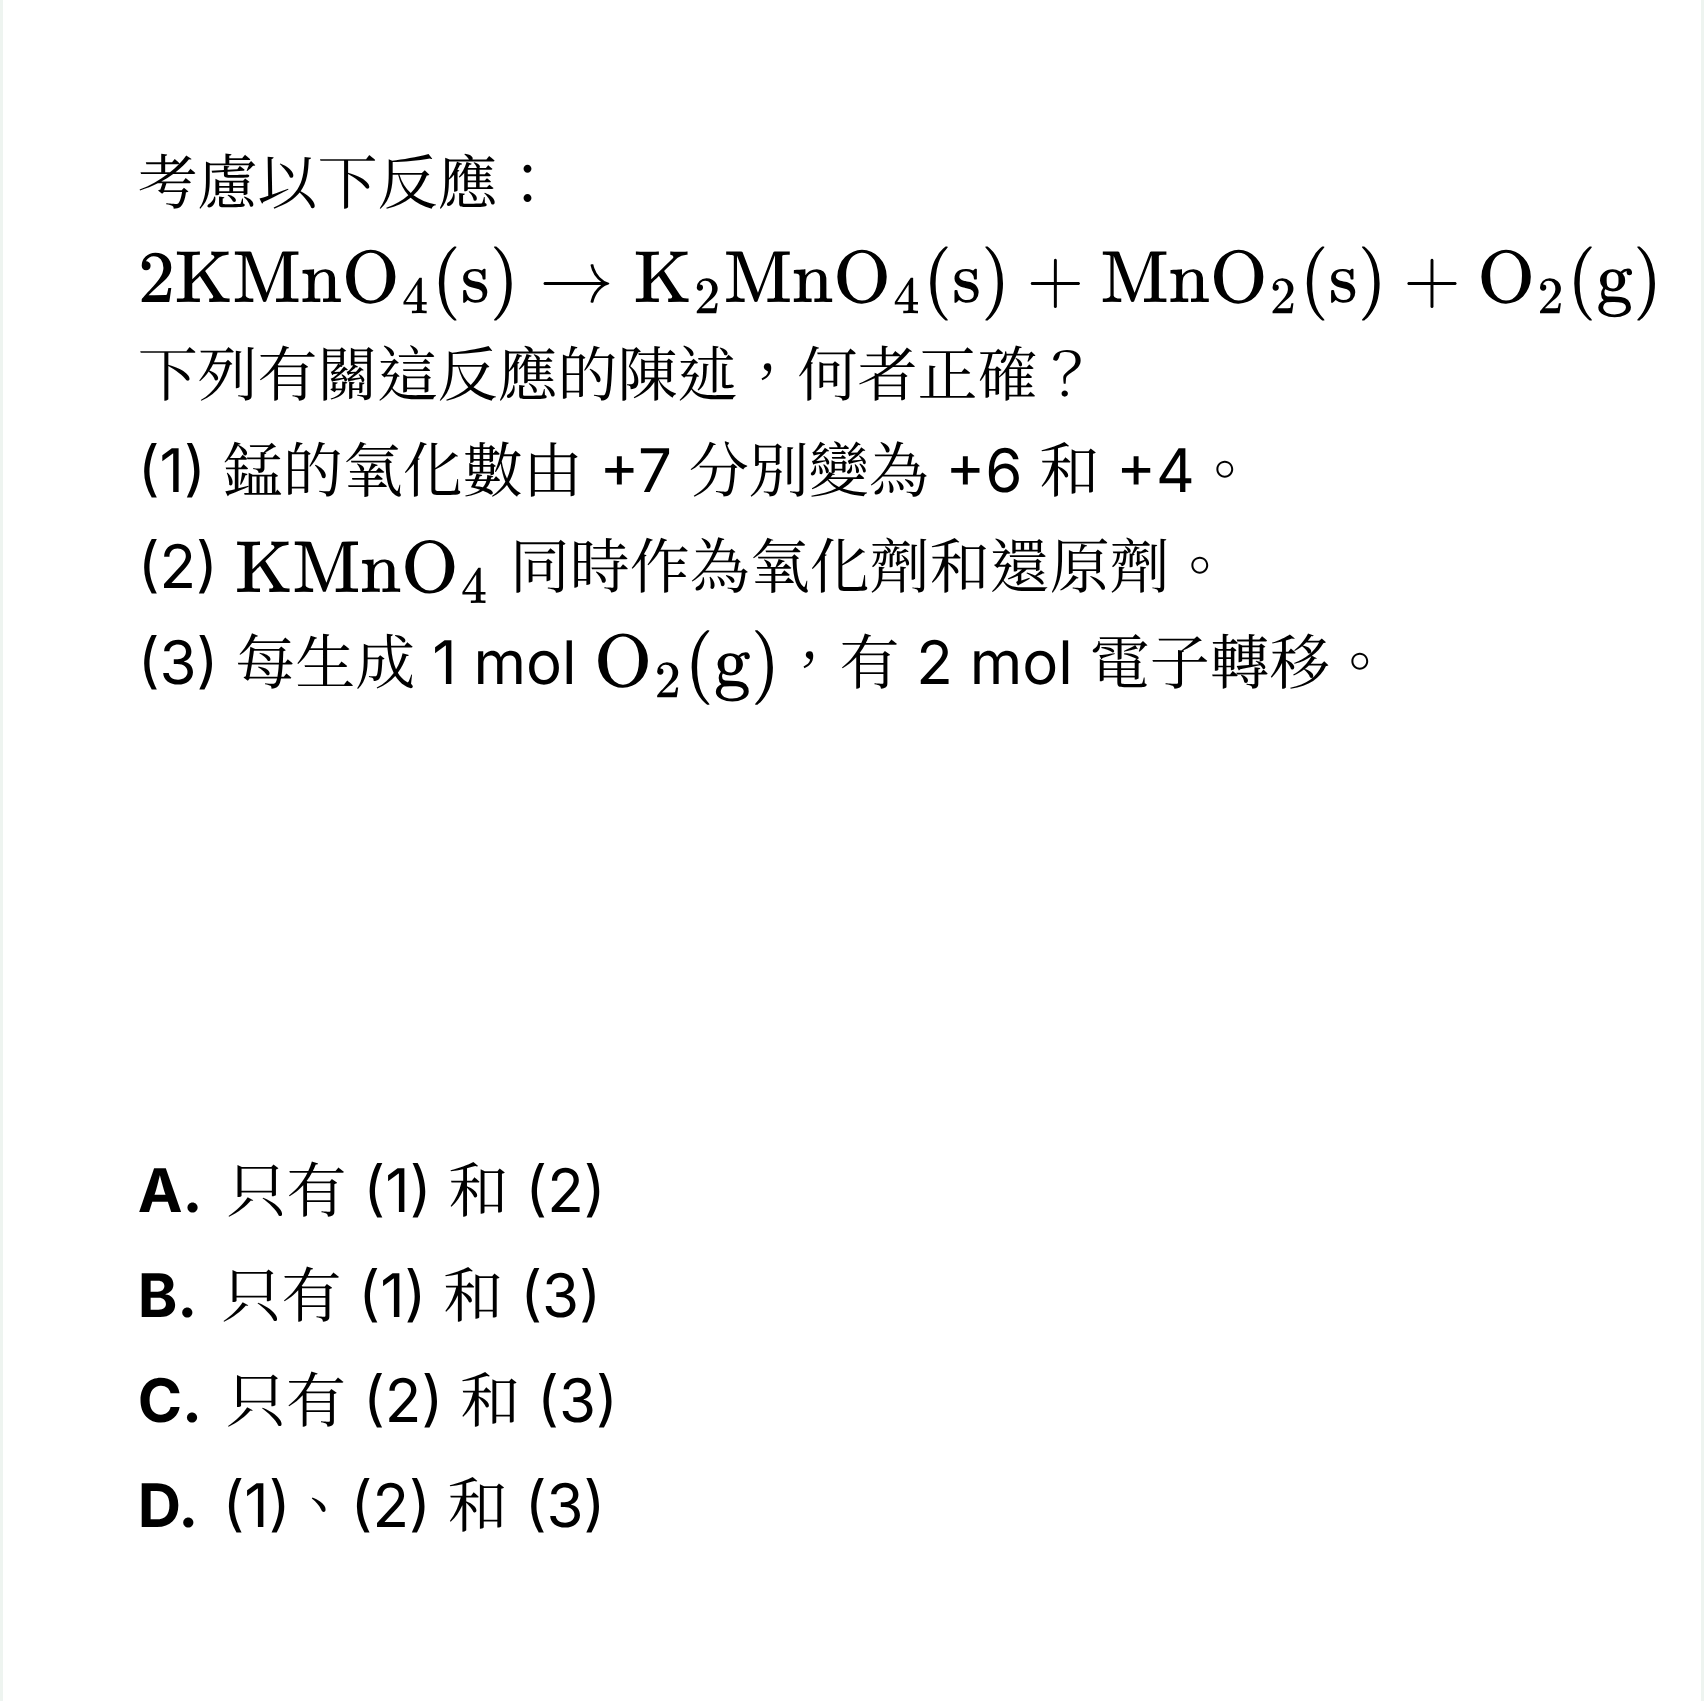 考慮以下反應：
2KMnO₄(s) → K₂MnO₄(s) + MnO₂(s) + O₂(g)
下列有關這反應的陳述，何者正確？
(1) 錳的氧化數由 +7 分別變為 +6 和 +4。
(2) KMnO₄ 同時作為氧化劑和還原劑。
(3) 每生成 1 mol O₂(g)，有 2 mol 電子轉移。
A. 只有 (1) 和 (2)
B. 只有 (1) 和 (3)
C. 只有 (2) 和 (3)
D. (1)、(2) 和 (3)